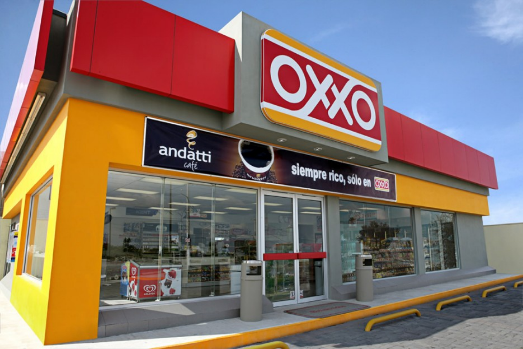 OXXO
andatti
café
siempre rico, sólo en OXXO